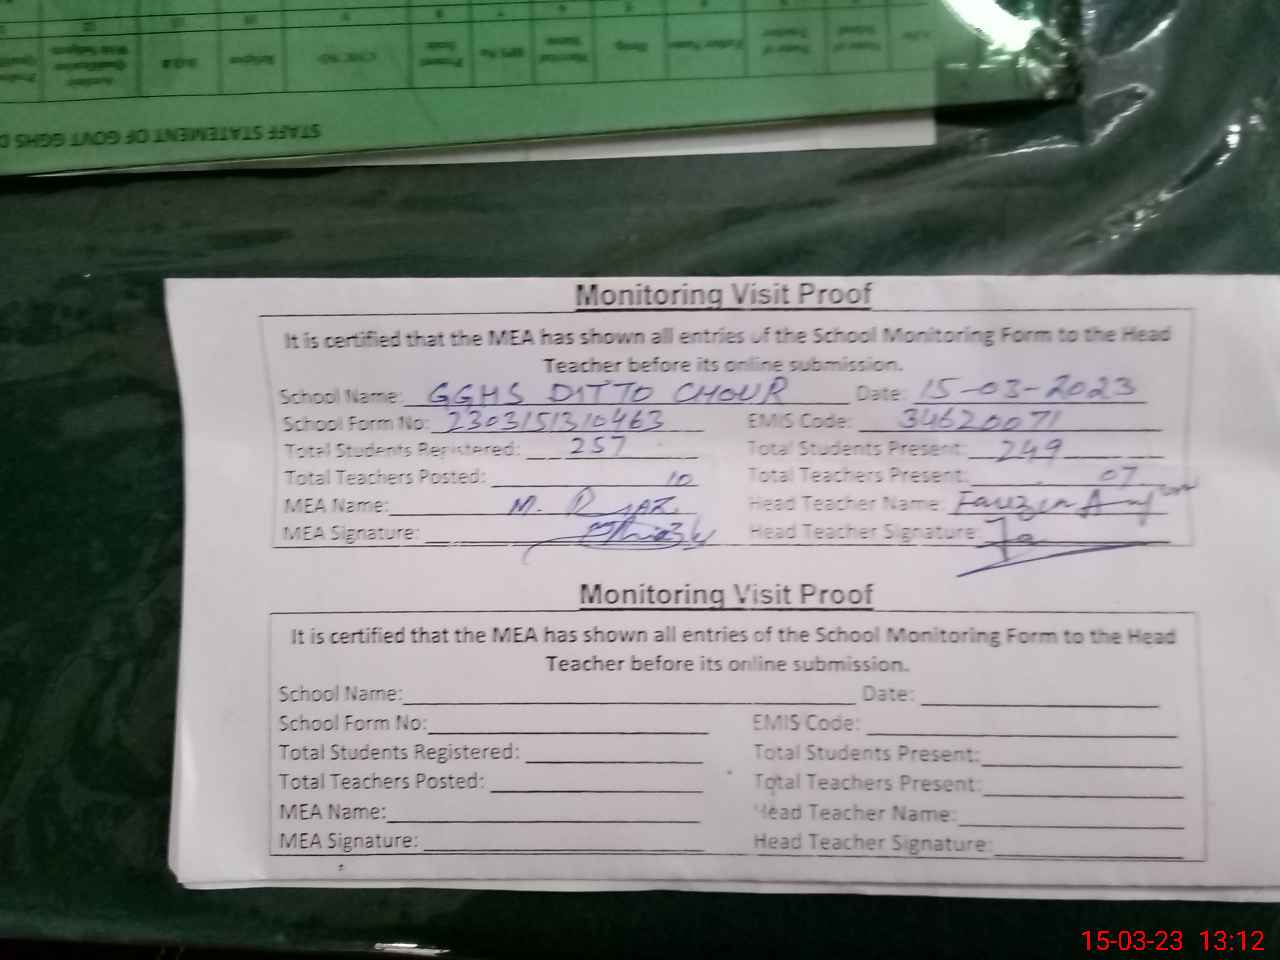 STAFF STATEMENT OF GOVT GGHS D
Monitoring Visit Proof
It is certified that the MEA has shown all entries of the School Monitoring Form to the Head
Teacher before its online submission.
School Name: GGHS DITTO CHOUR Date: 15-03-2023
School Form No: 2303151310463 EMIS Code: 34620071
Total Students Registered: 257 Total Students Present: 249
Total Teachers Posted: 10 Total Teachers Present: 07
MEA Name: M. Riaz Head Teacher Name:
MEA Signature: Head Teacher Signature:
Monitoring Visit Proof
It is certified that the MEA has shown all entries of the School Monitoring Form to the Head
Teacher before its online submission.
School Name: Date:
School Form No: EMIS Code:
Total Students Registered: Total Students Present:
Total Teachers Posted: Total Teachers Present:
MEA Name: Head Teacher Name:
MEA Signature: Head Teacher Signature:
15-03-23 13:12